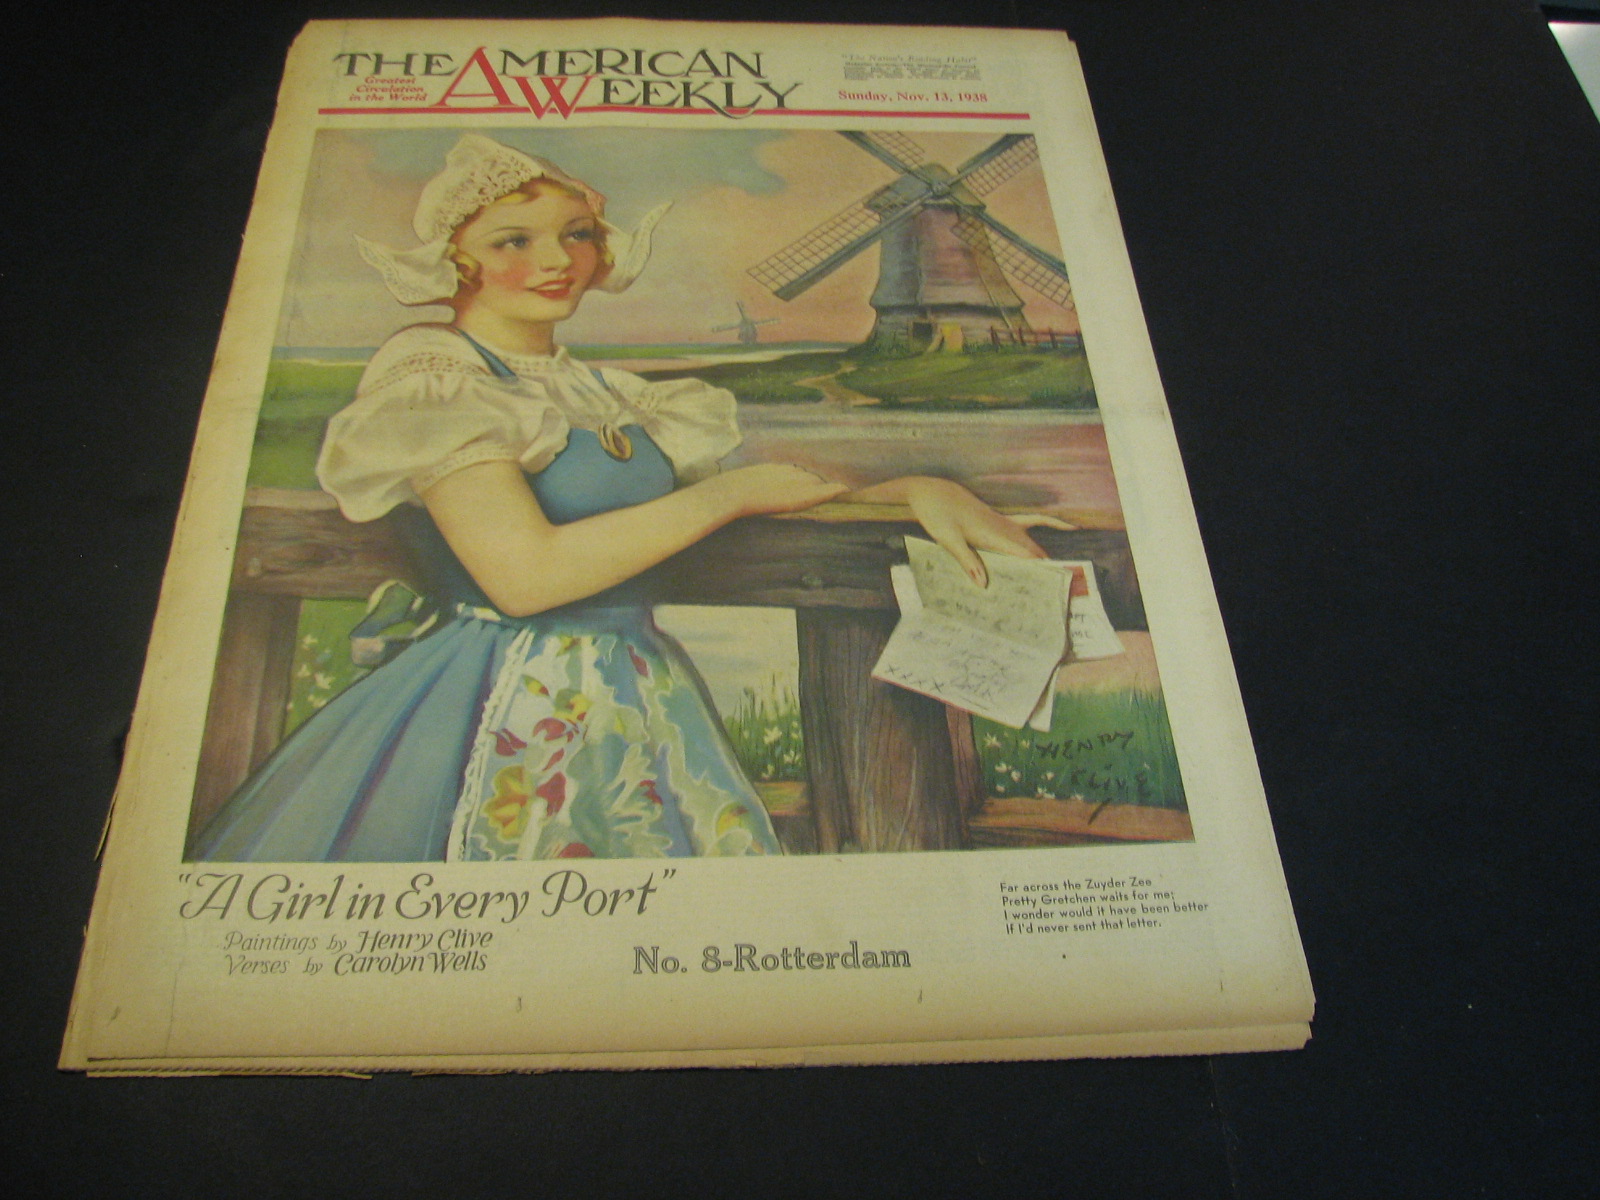 THE AMERICAN
WEEKLY
Greatest
Circulation
in the World
"The Nation's Reading Habit"
Sunday, Nov. 13, 1938
xxxx
HENRY
CLIVE
"A Girl in Every Port"
Paintings by Henry Clive
Verses by Carolyn Wells
No. 8-Rotterdam
Far across the Zuyder Zee
Pretty Gretchen waits for me;
I wonder would it have been better
If I'd never sent that letter.